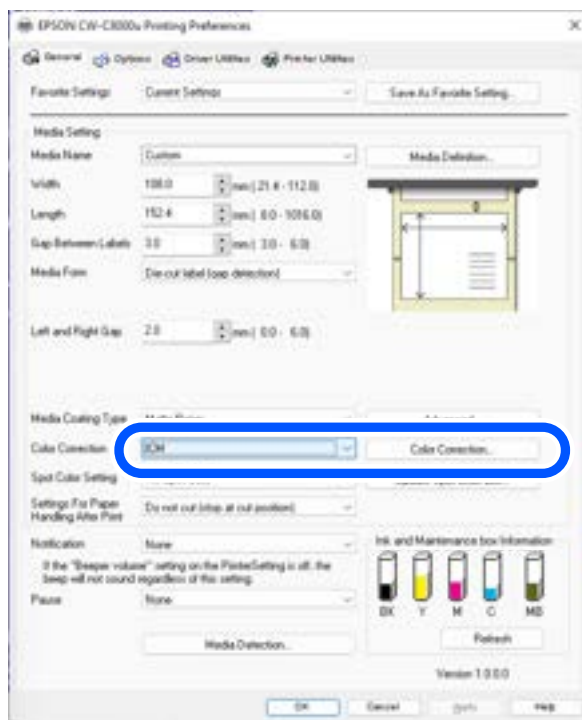 EPSON CW-C8000u Printing Preferences
General Options Driver Utilities Printer Utilities
Favorite Settings Current Settings Save As Favorite Setting...
Media Setting
Media Name Custom Media Definition...
Width 108.0 mm ( 21.4 - 112.0)
Length 152.4 mm ( 8.0 - 1016.0)
Gap Between Labels 3.0 mm ( 3.0 - 6.0)
Media Form Die-cut label (gap detection)
Left and Right Gap 2.0 mm ( 0.0 - 6.0)
Media Coating Type
Color Correction ICM Color Correction...
Spot Color Setting
Settings For Paper
Handling After Print Do not cut (stop at cut position)
Notification None
If the "Beeper volume" setting on the PrinterSetting is off, the
beep will not sound regardless of this setting.
Pause None
Media Detection...
Ink and Maintenance box Information
BK Y M C MB
Refresh
Version 1.0.0.0
OK Cancel Apply Help